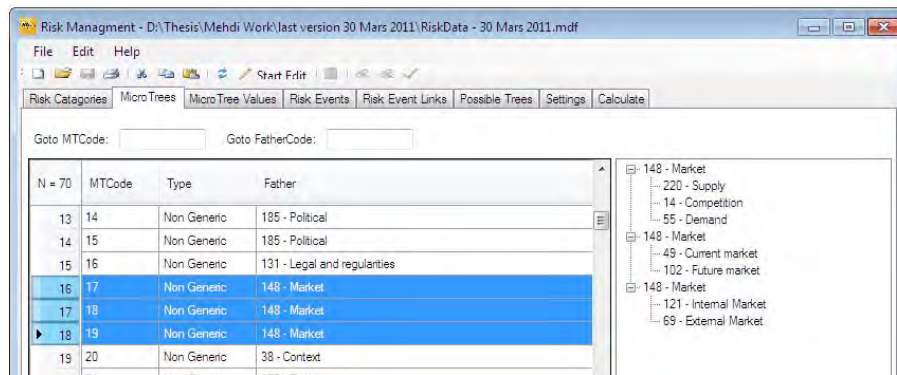 Risk Managment - D:\Thesis\Mehdi Work\last version 30 Mars 2011\RiskData - 30 Mars 2011.mdf
File Edit Help
Start Edit
Risk Catagories MicroTrees MicroTree Values Risk Events Risk Event Links Possible Trees Settings Calculate
Goto MTCode: Goto FatherCode:
N = 70 MTCode Type Father
13 14 Non Generic 185 - Political
14 15 Non Generic 185 - Political
15 16 Non Generic 131 - Legal and regularities
16 17 Non Generic 148 - Market
17 18 Non Generic 148 - Market
18 19 Non Generic 148 - Market
19 20 Non Generic 38 - Context
148 - Market
220 - Supply
14 - Competition
55 - Demand
148 - Market
49 - Current market
102 - Future market
148 - Market
121 - Internal Market
69 - External Market